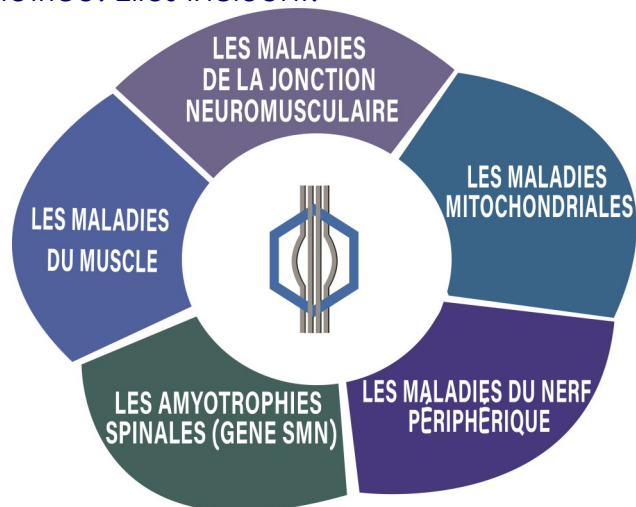 LES MALADIES
DE LA JONCTION
NEUROMUSCULAIRE
LES MALADIES
MITOCHONDRIALES
LES MALADIES DU NERF
PÉRIPHÉRIQUE
LES AMYOTROPHIES
SPINALES (GENE SMN)
LES MALADIES
DU MUSCLE